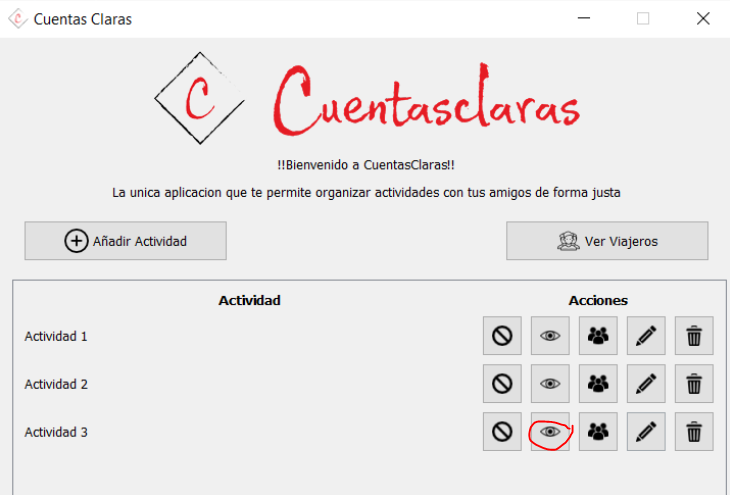 Cuentas Claras
C Cuentasclaras
!!Bienvenido a CuentasClaras!!
La unica aplicacion que te permite organizar actividades con tus amigos de forma justa
Añadir Actividad
Ver Viajeros
Actividad
Acciones
Actividad 1
Actividad 2
Actividad 3